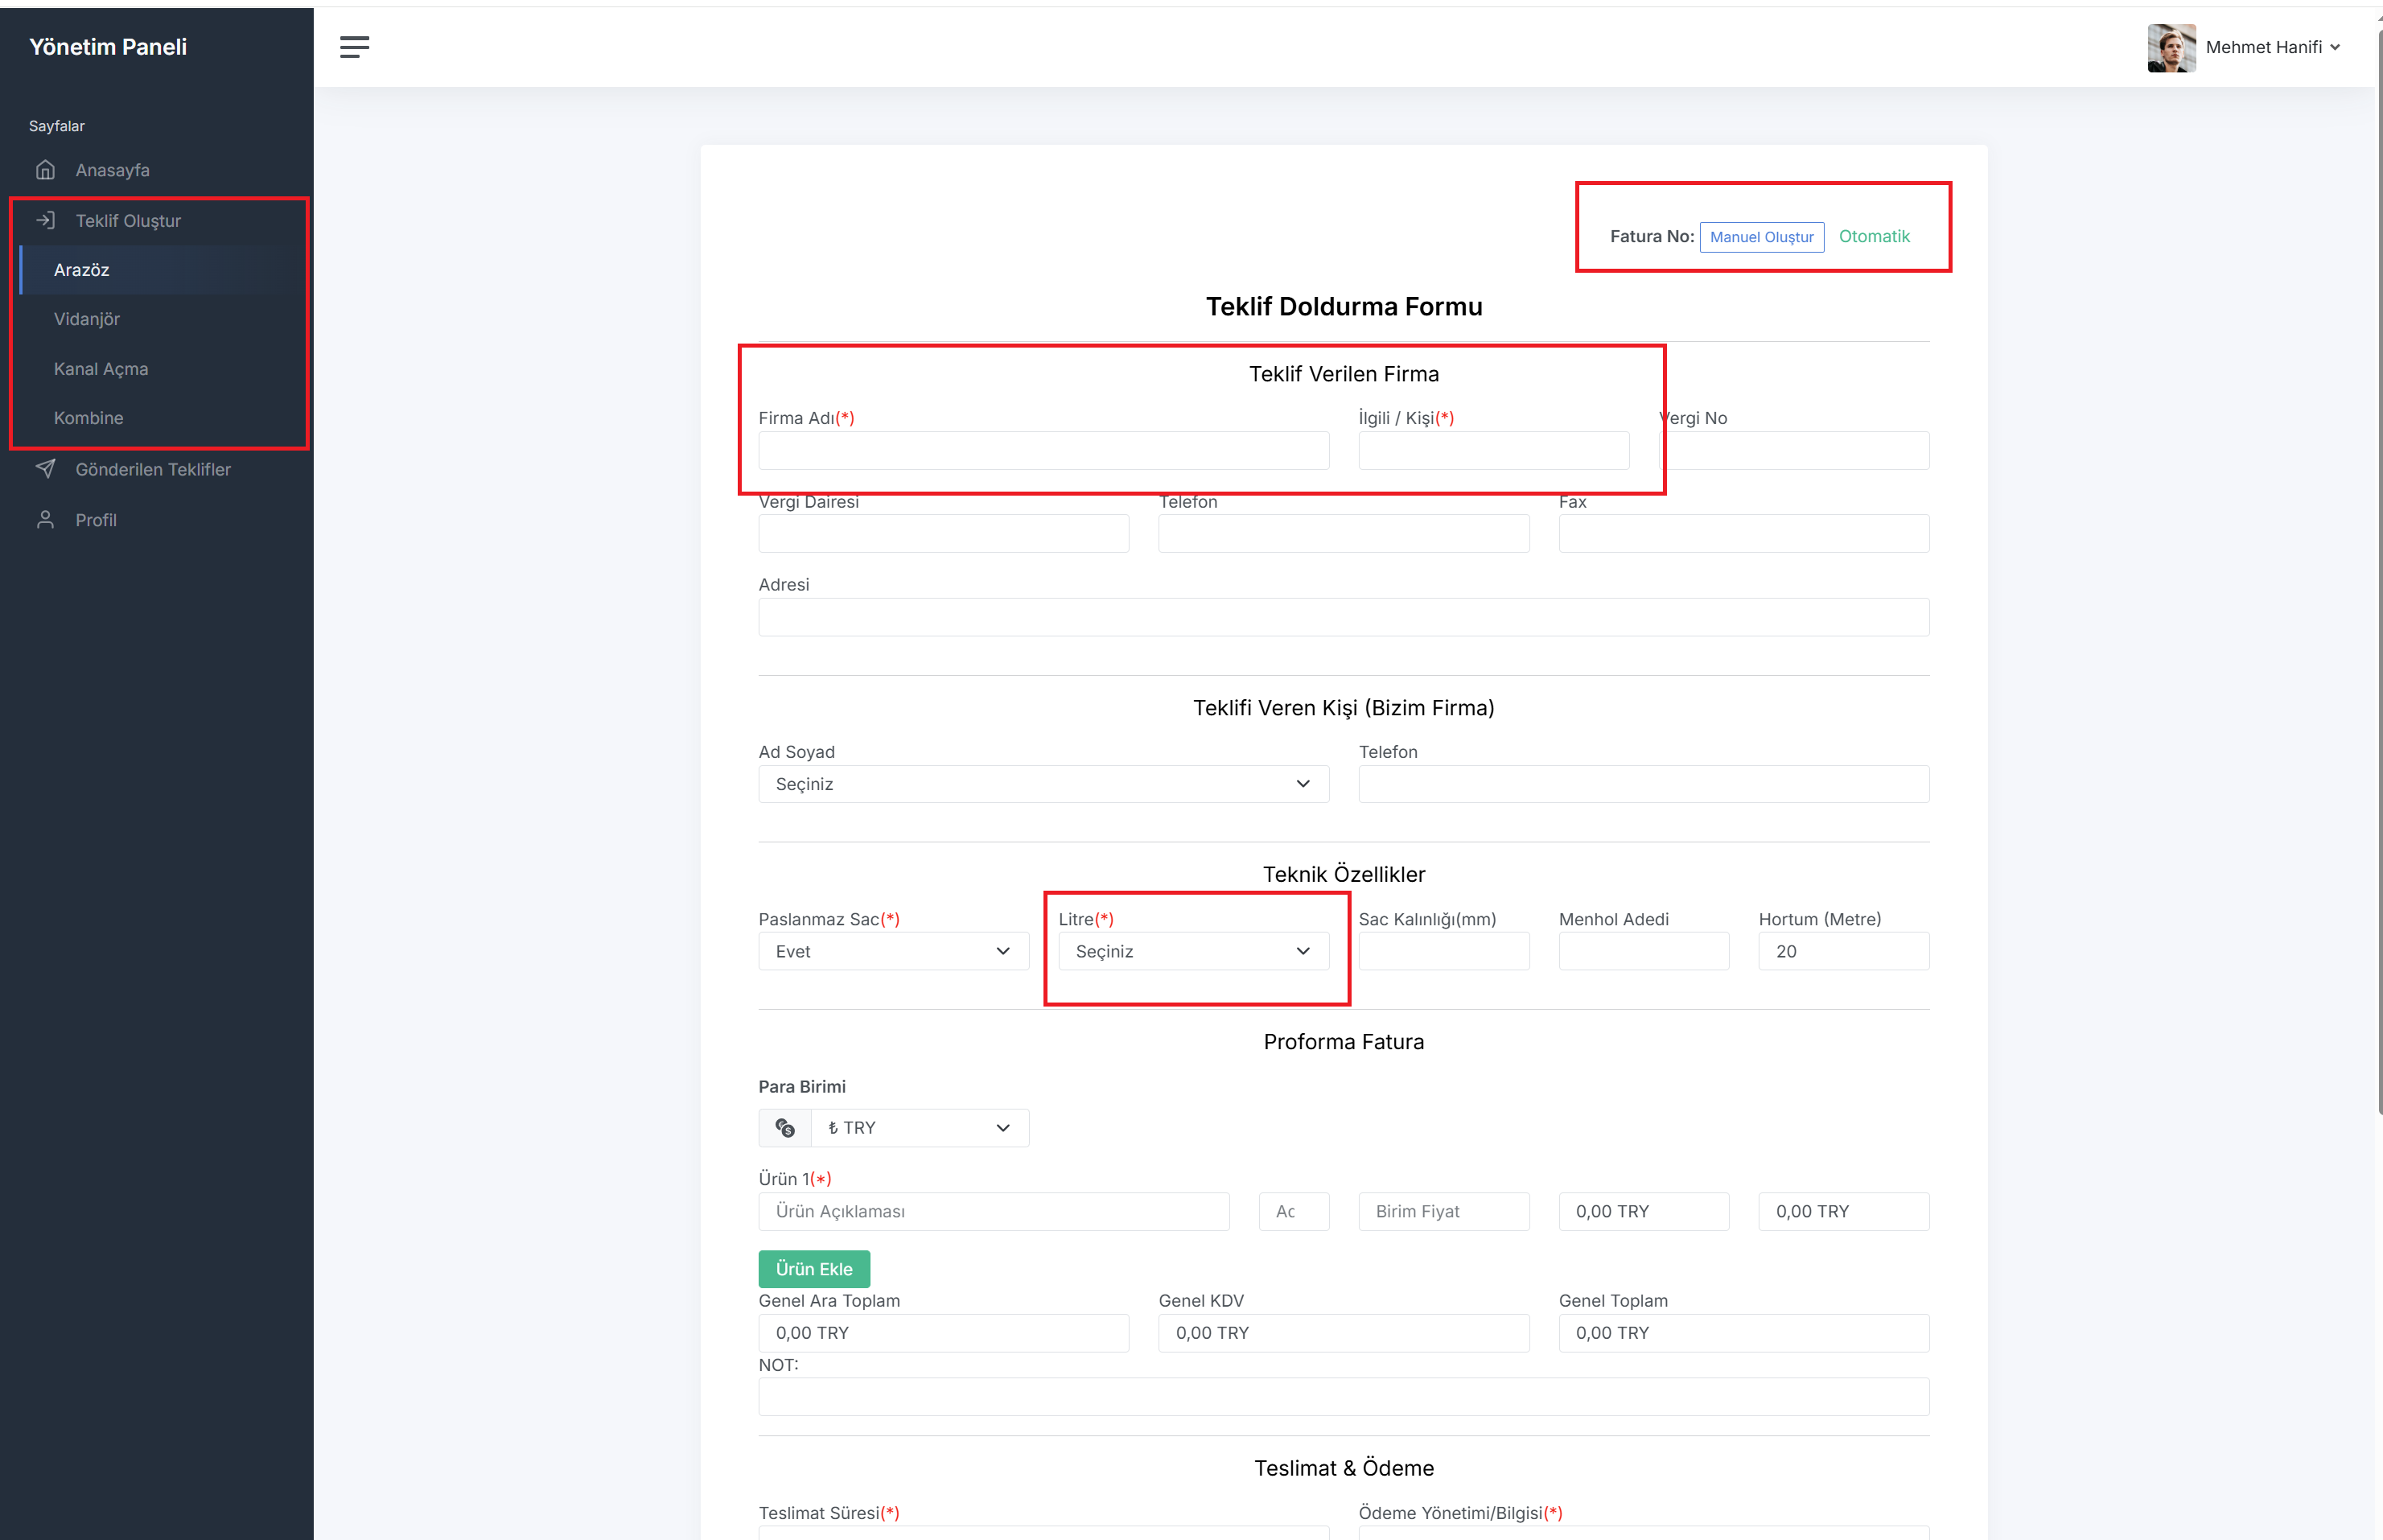 Yönetim Paneli
Mehmet Hanifi
Sayfalar
Anasayfa
Teklif Oluştur
Arazöz
Vidanjör
Kanal Açma
Kombine
Gönderilen Teklifler
Profil
Fatura No: Manuel Oluştur Otomatik
Teklif Doldurma Formu
Teklif Verilen Firma
Firma Adı(*) İlgili / Kişi(*) Vergi No
Vergi Dairesi Telefon Fax
Adresi
Teklifi Veren Kişi (Bizim Firma)
Ad Soyad Telefon
Seçiniz
Teknik Özellikler
Paslanmaz Sac(*) Litre(*) Sac Kalınlığı(mm) Menhol Adedi Hortum (Metre)
Evet Seçiniz 20
Proforma Fatura
Para Birimi
₺ TRY
Ürün 1(*)
Ürün Açıklaması Ac Birim Fiyat 0,00 TRY 0,00 TRY
Ürün Ekle
Genel Ara Toplam Genel KDV Genel Toplam
0,00 TRY 0,00 TRY 0,00 TRY
NOT:
Teslimat & Ödeme
Teslimat Süresi(*) Ödeme Yönetimi/Bilgisi(*)